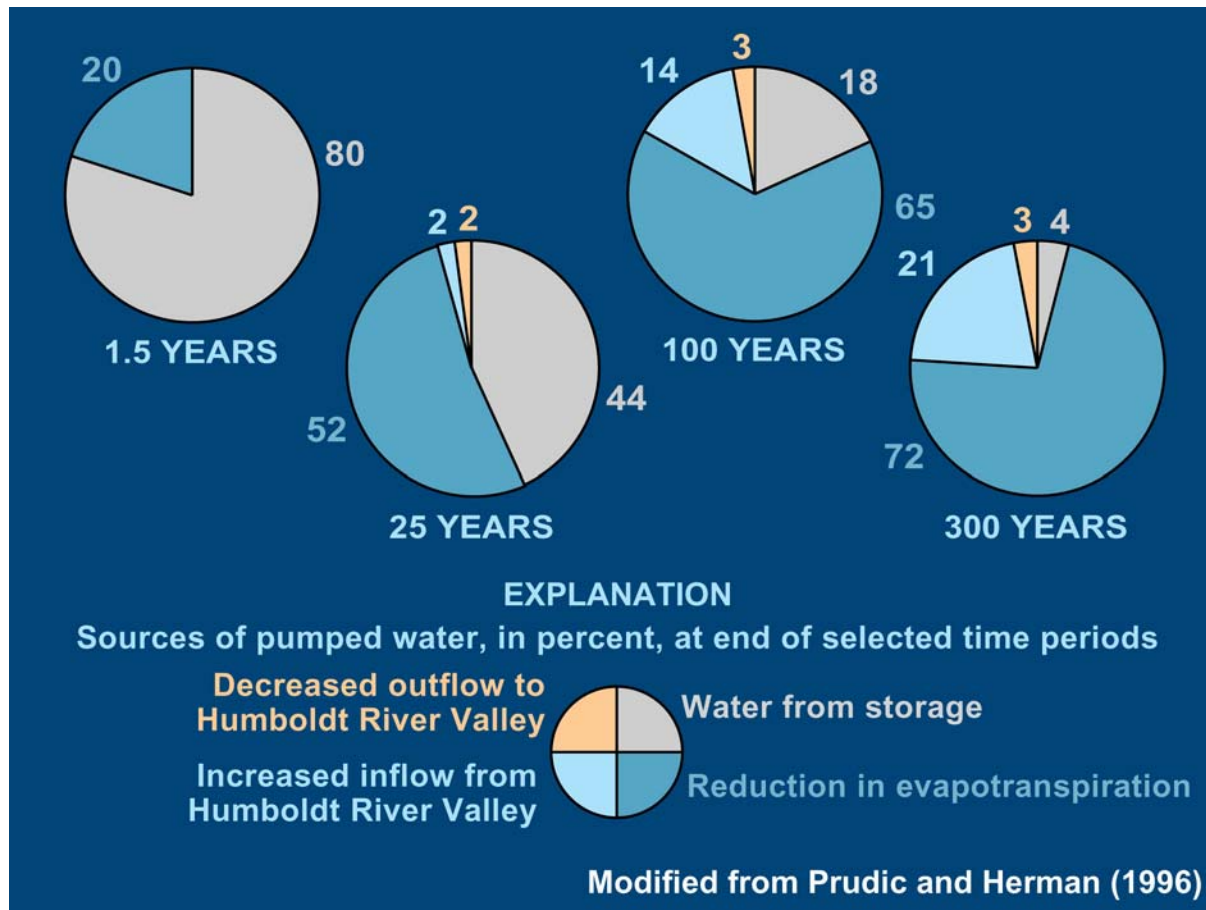 20
80
1.5 YEARS
2
2
44
52
25 YEARS
3
14
18
65
100 YEARS
3
4
21
72
300 YEARS
EXPLANATION
Sources of pumped water, in percent, at end of selected time periods
Decreased outflow to
Humboldt River Valley
Water from storage
Increased inflow from
Humboldt River Valley
Reduction in evapotranspiration
Modified from Prudic and Herman (1996)